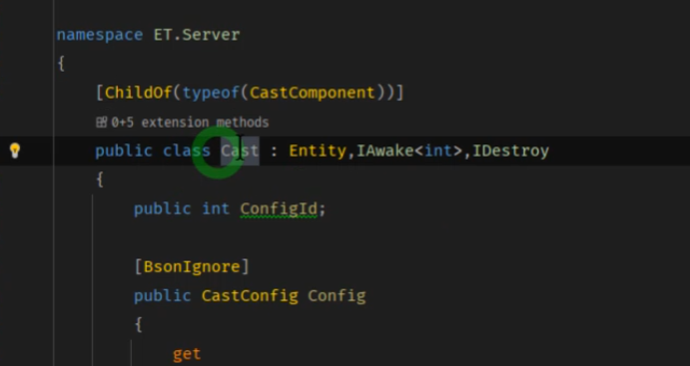 namespace ET.Server
{
[ChildOf(typeof(CastComponent))]
0+5 extension methods
public class Cast : Entity,IAwake<int>,IDestroy
{
public int ConfigId;
[BsonIgnore]
public CastConfig Config
{
get